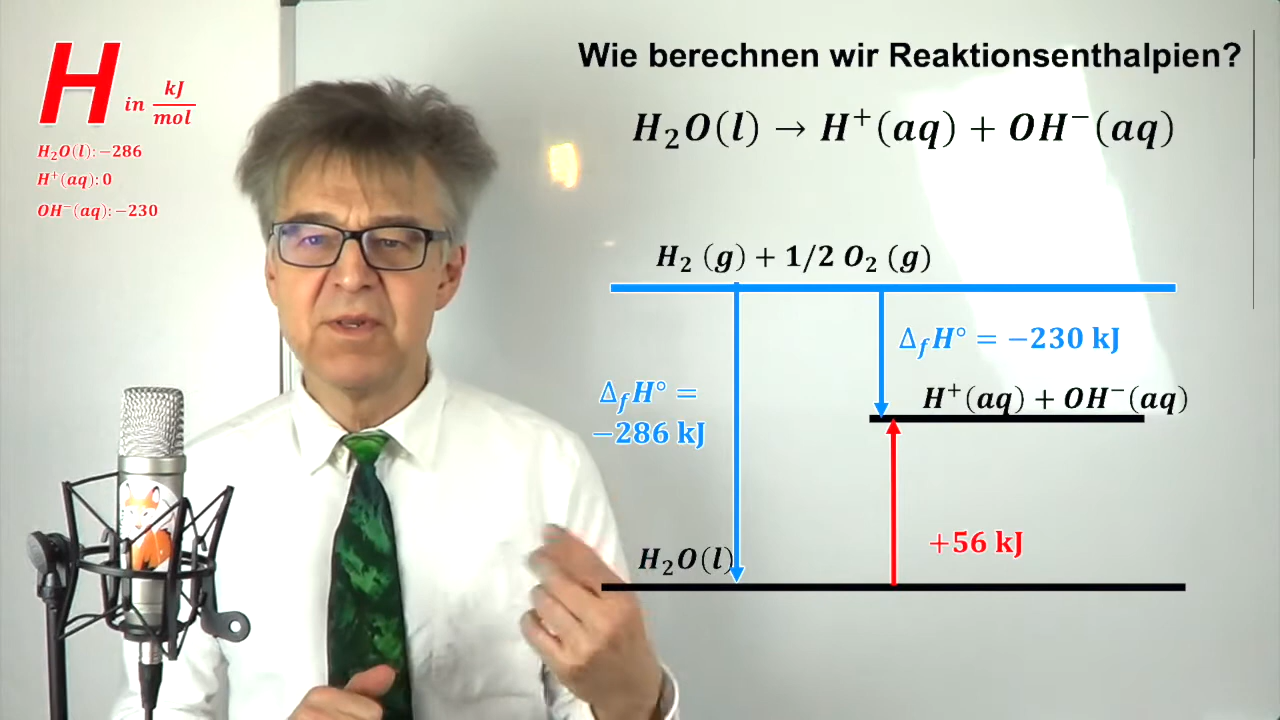 H in kJ/mol
H₂O(l): −286
H⁺(aq): 0
OH⁻(aq): −230
Wie berechnen wir Reaktionsenthalpien?
H₂O(l) → H⁺(aq) + OH⁻(aq)
H₂ (g) + 1/2 O₂ (g)
Δ_fH° = −230 kJ
Δ_fH° =
−286 kJ
H⁺(aq) + OH⁻(aq)
+56 kJ
H₂O(l)